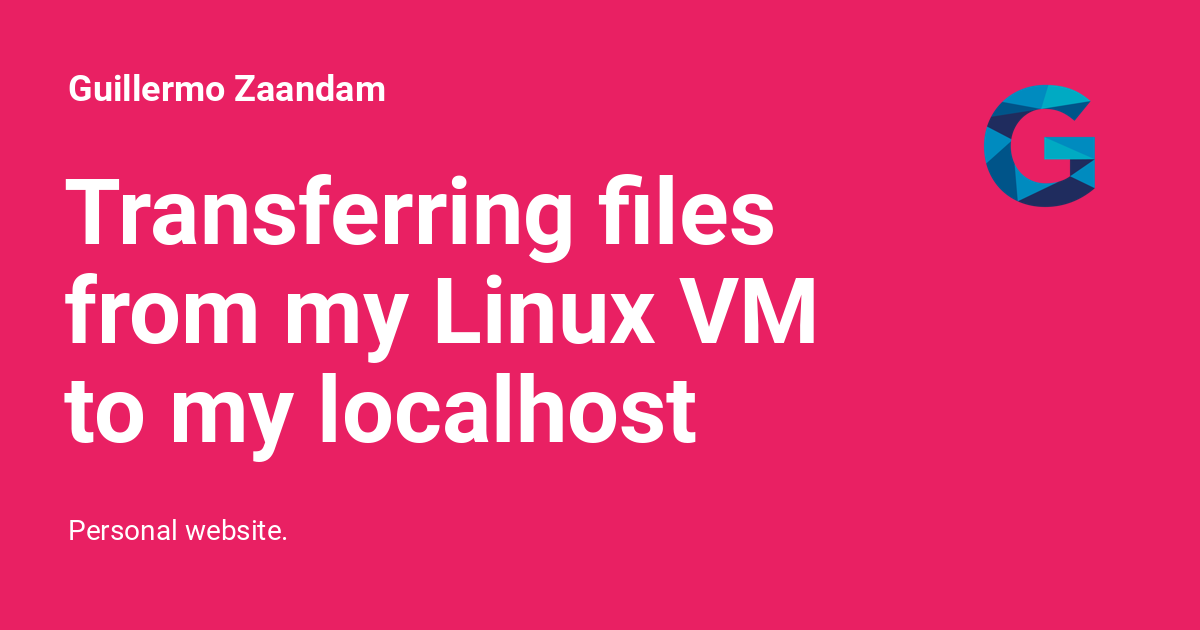 Guillermo Zaandam
G
Transferring files
from my Linux VM
to my localhost
Personal website.